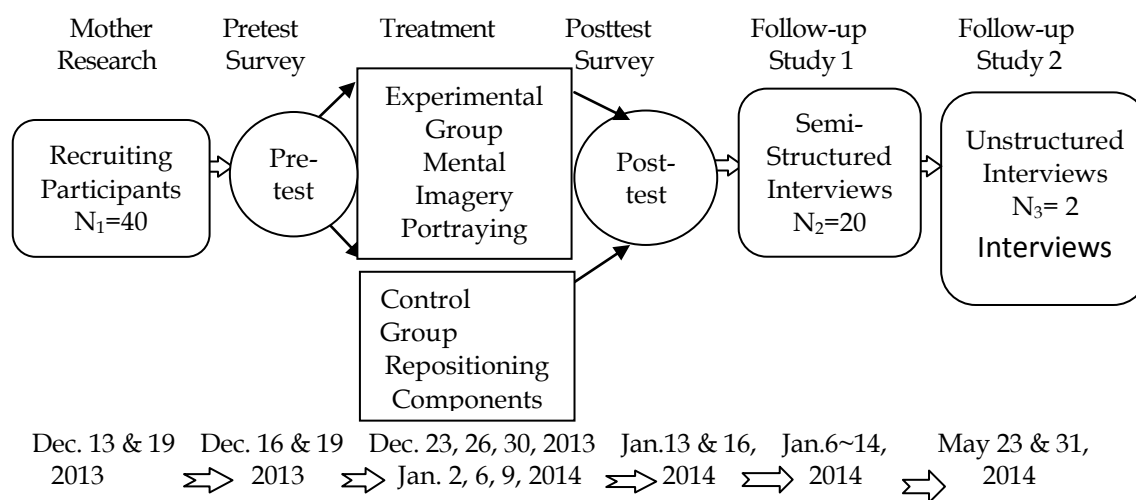 Mother
Research
Pretest
Survey
Treatment
Posttest
Survey
Follow-up
Study 1
Follow-up
Study 2
Recruiting
Participants
N₁=40
Pre-
test
Experimental
Group
Mental
Imagery
Portraying
Control
Group
Repositioning
Components
Post-
test
Semi-
Structured
Interviews
N₂=20
Unstructured
Interviews
N₃= 2
Interviews
Dec. 13 & 19
2013
Dec. 16 & 19
2013
Dec. 23, 26, 30, 2013
Jan. 2, 6, 9, 2014
Jan.13 & 16,
2014
Jan.6~14,
2014
May 23 & 31,
2014